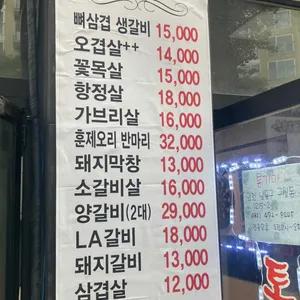 뼈삼겹 생갈비 15,000
오겹살++ 14,000
꽃목살 15,000
항정살 18,000
가브리살 16,000
훈제오리 반마리 32,000
돼지막창 13,000
소갈비살 16,000
양갈비(2대) 29,000
LA갈비 18,000
돼지갈비 13,000
삼겹살 12,000